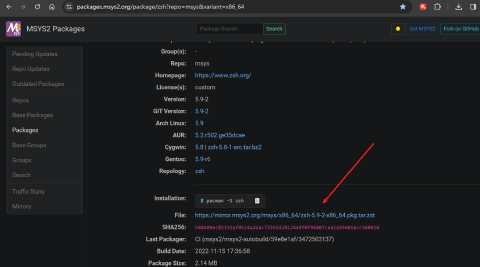 packages.msys2.org/package/zsh?repo=msys&variant=x86_64
MSYS2 Packages
Package Search
Search
Get MSYS2
Fork on GitHub
Pending Updates
Repo Updates
Outdated Packages
Repos
Base Packages
Packages
Base Groups
Groups
Search
Traffic Stats
Mirrors
Group(s): -
Repo: msys
Homepage: https://www.zsh.org/
License(s): custom
Version: 5.9-2
GIT Version: 5.9-2
Arch Linux: 5.9
AUR: 5.2.r502.ge35dcae
Cygwin: 5.8 | zsh-5.8-1-src.tar.bz2
Gentoo: 5.9-r6
Repology: zsh
Installation: $ pacman -S zsh
File: https://mirror.msys2.org/msys/x86_64/zsh-5.9-2-x86_64.pkg.tar.zst
SHA256:
Last Packager: CI (msys2/msys2-autobuild/59e8e1af/3472503137)
Build Date: 2022-11-15 17:36:58
Package Size: 2.14 MB